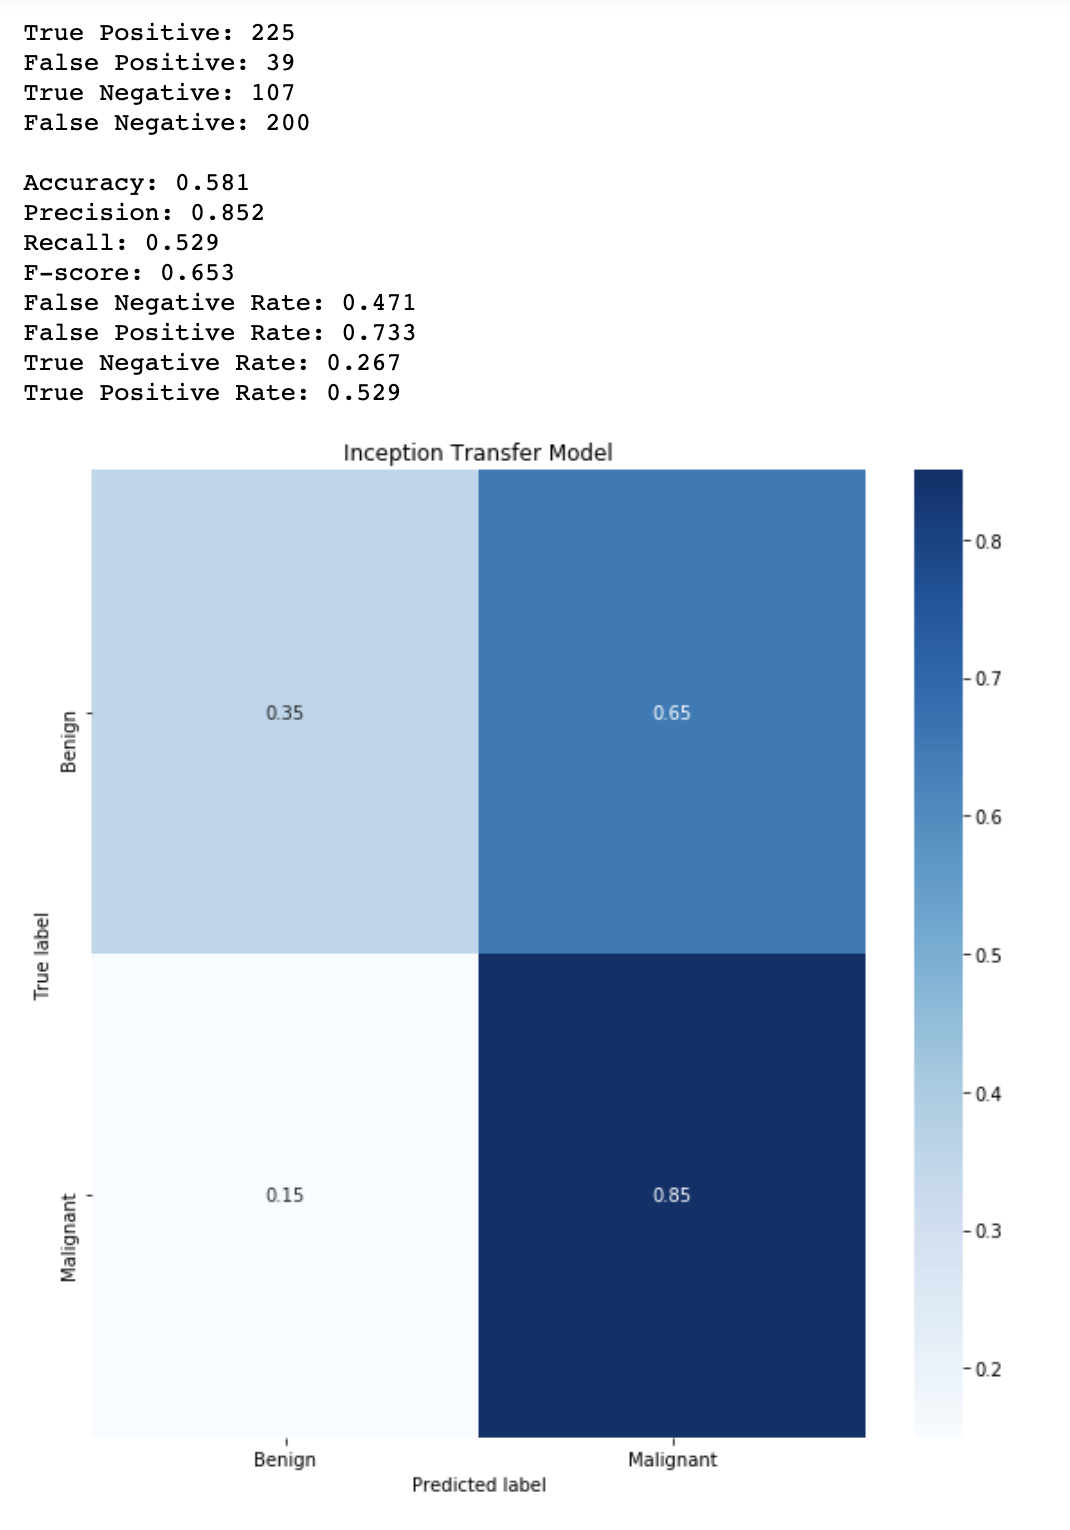 True Positive: 225
False Positive: 39
True Negative: 107
False Negative: 200
Accuracy: 0.581
Precision: 0.852
Recall: 0.529
F-score: 0.653
False Negative Rate: 0.471
False Positive Rate: 0.733
True Negative Rate: 0.267
True Positive Rate: 0.529
Inception Transfer Model
0.8
0.7
0.35
0.65
Benign
0.6
0.5
True label
0.4
0.15
0.85
Malignant
0.3
0.2
Benign
Malignant
Predicted label